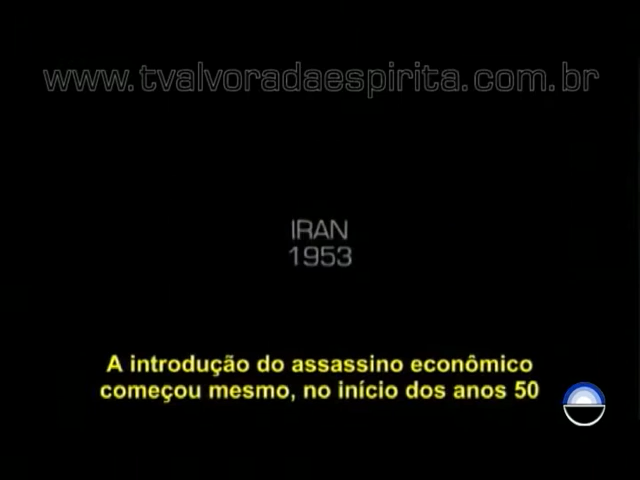 www.tvalvoradaespirita.com.br
IRAN
1953
A introdução do assassino econômico
começou mesmo, no início dos anos 50